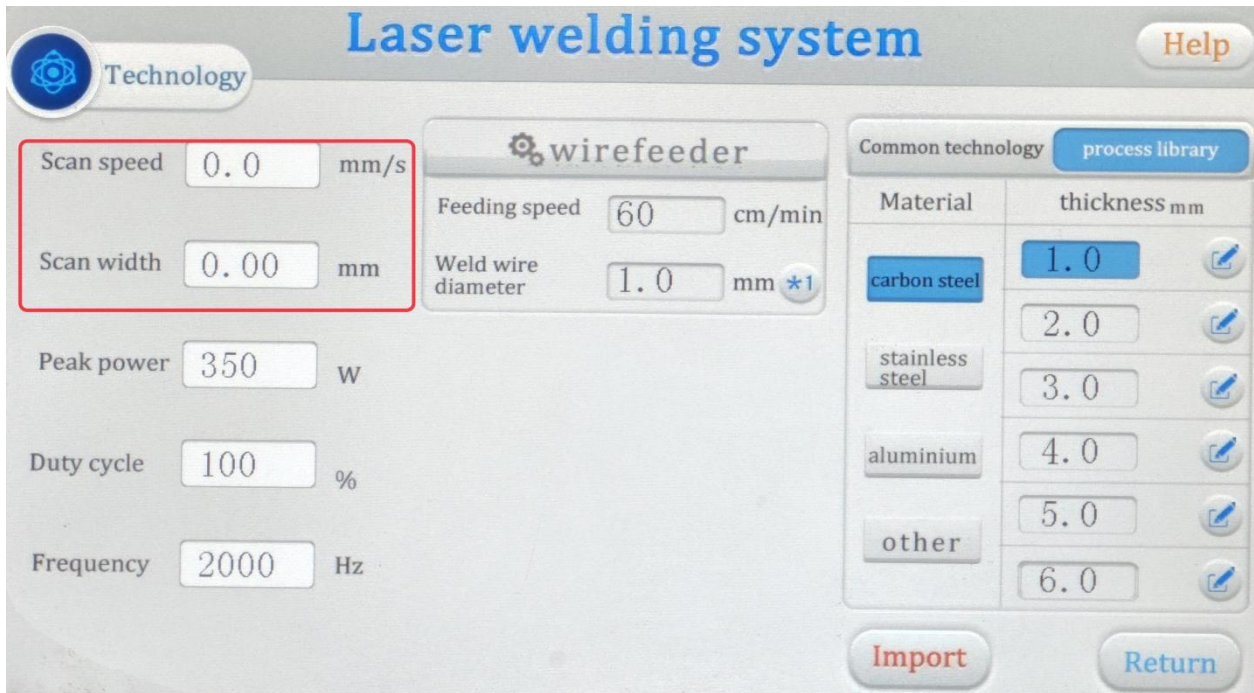 Laser welding system
Help
Technology
Scan speed 0.0 mm/s
Scan width 0.00 mm
Peak power 350 W
Duty cycle 100 %
Frequency 2000 Hz
wirefeeder
Feeding speed 60 cm/min
Weld wire
diameter 1.0 mm *1
Common technology process library
Material thickness mm
carbon steel
stainless
steel
aluminium
other
1.0
2.0
3.0
4.0
5.0
6.0
Import
Return